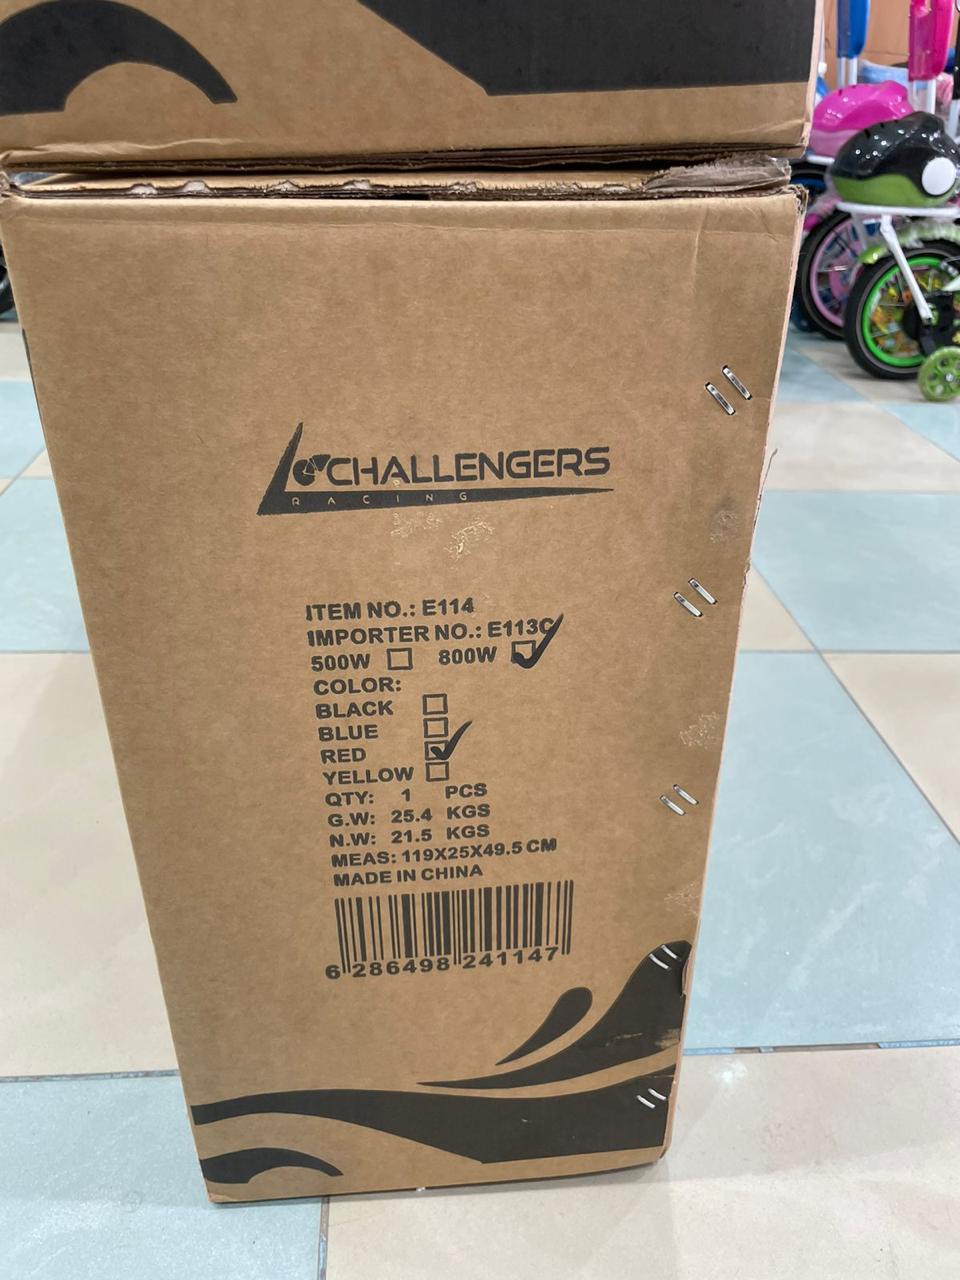 CHALLENGERS
RACING
ITEM NO.: E114
IMPORTER NO.: E113C
500W 800W
COLOR:
BLACK
BLUE
RED
YELLOW
QTY: 1 PCS
G.W: 25.4 KGS
N.W: 21.5 KGS
MEAS: 119X25X49.5 CM
MADE IN CHINA
6 286498 241147